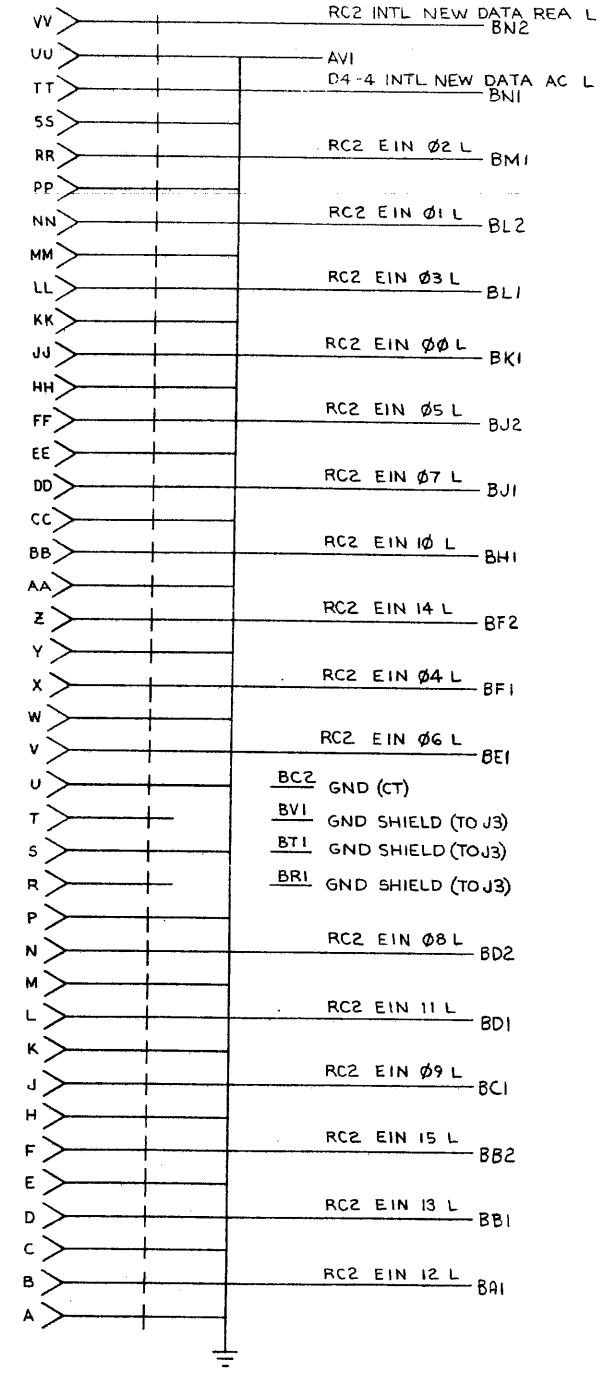 VV RC2 INTL NEW DATA REA L BN2
UU AV1
TT D4-4 INTL NEW DATA AC L BN1
SS
RR RC2 EIN Ø2 L BM1
PP
NN RC2 EIN Ø1 L BL2
MM
LL RC2 EIN Ø3 L BL1
KK
JJ RC2 EIN ØØ L BK1
HH
FF RC2 EIN Ø5 L BJ2
EE
DD RC2 EIN Ø7 L BJ1
CC
BB RC2 EIN 1Ø L BH1
AA
Z RC2 EIN 14 L BF2
Y
X RC2 EIN Ø4 L BF1
W
V RC2 EIN Ø6 L BE1
U BC2 GND (CT)
T BV1 GND SHIELD (TO J3)
S BT1 GND SHIELD (TO J3)
R BR1 GND SHIELD (TO J3)
P
N RC2 EIN Ø8 L BD2
M
L RC2 EIN 11 L BD1
K
J RC2 EIN Ø9 L BC1
H
F RC2 EIN 15 L BB2
E
D RC2 EIN 13 L BB1
C
B RC2 EIN 12 L BA1
A